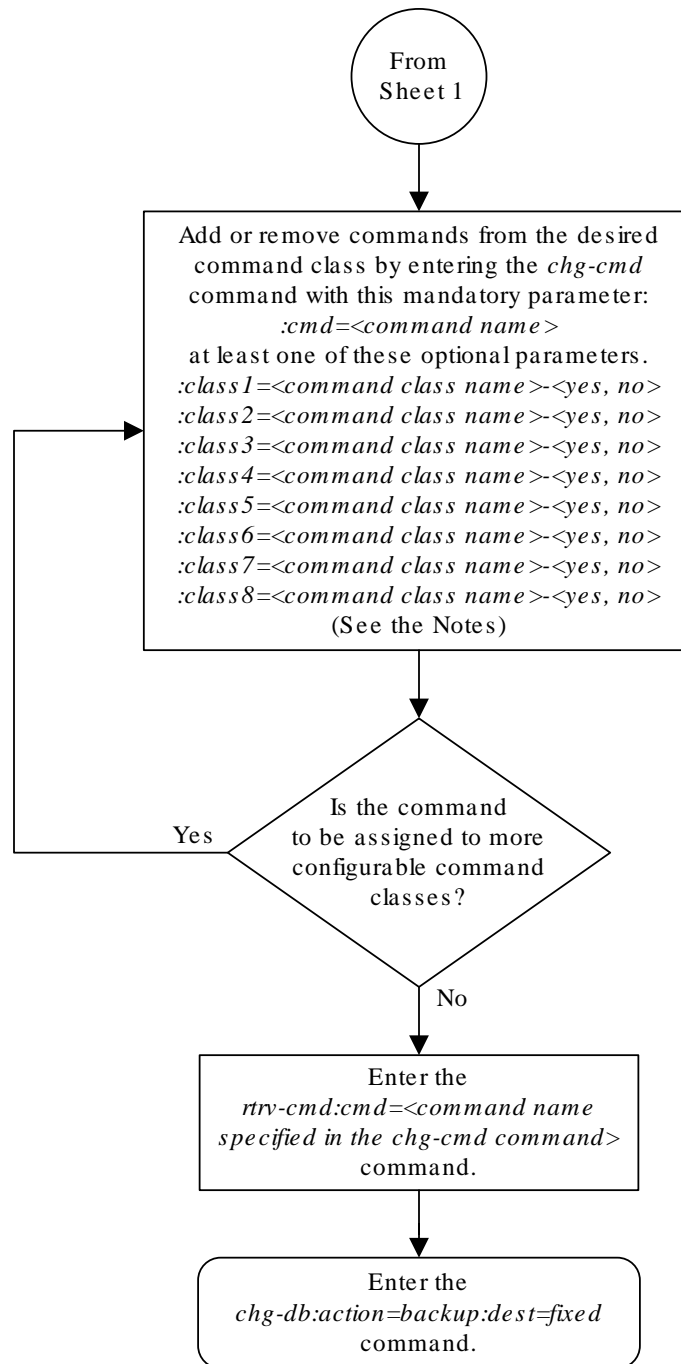 From
Sheet 1
Add or remove commands from the desired
command class by entering the chg-cmd
command with this mandatory parameter:
:cmd=<command name>
at least one of these optional parameters.
:class1=<command class name>-<yes, no>
:class2=<command class name>-<yes, no>
:class3=<command class name>-<yes, no>
:class4=<command class name>-<yes, no>
:class5=<command class name>-<yes, no>
:class6=<command class name>-<yes, no>
:class7=<command class name>-<yes, no>
:class8=<command class name>-<yes, no>
(See the Notes)
Is the command
to be assigned to more
configurable command
classes?
Yes
No
Enter the
rtrv-cmd:cmd=<command name
specified in the chg-cmd command>
command.
Enter the
chg-db:action=backup:dest=fixed
command.